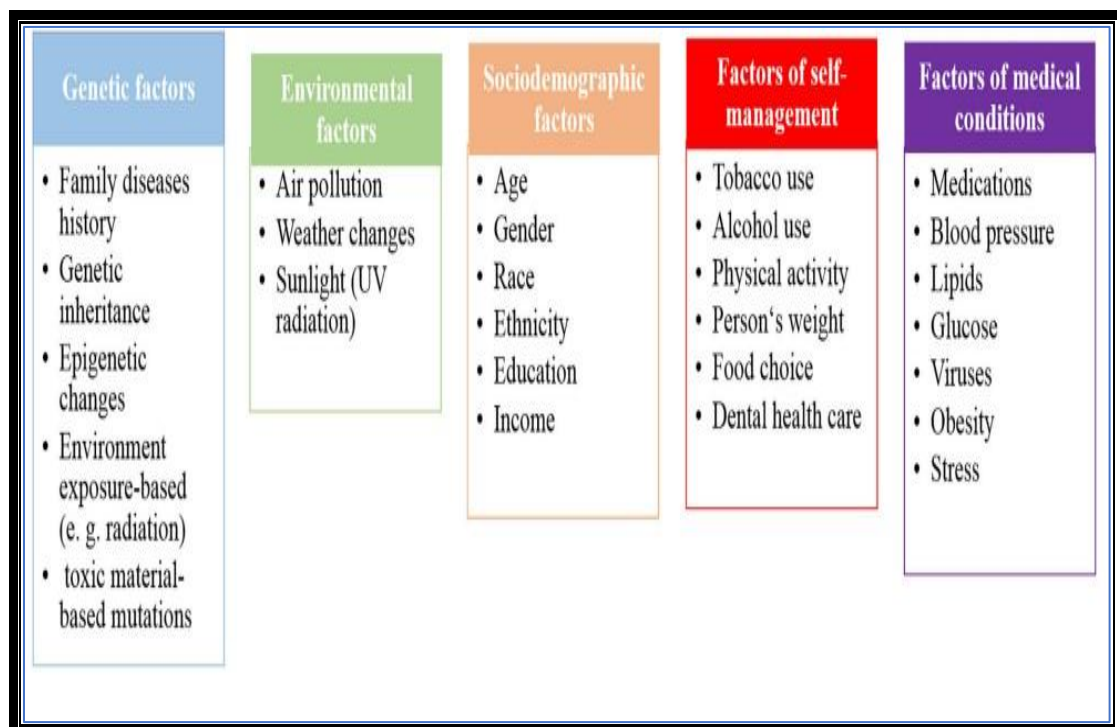 Genetic factors
• Family diseases
history
• Genetic
inheritance
• Epigenetic
changes
• Environment
exposure-based
(e. g. radiation)
• toxic material-
based mutations
Environmental
factors
• Air pollution
• Weather changes
• Sunlight (UV
radiation)
Sociodemographic
factors
• Age
• Gender
• Race
• Ethnicity
• Education
• Income
Factors of self-
management
• Tobacco use
• Alcohol use
• Physical activity
• Person‘s weight
• Food choice
• Dental health care
Factors of medical
conditions
• Medications
• Blood pressure
• Lipids
• Glucose
• Viruses
• Obesity
• Stress